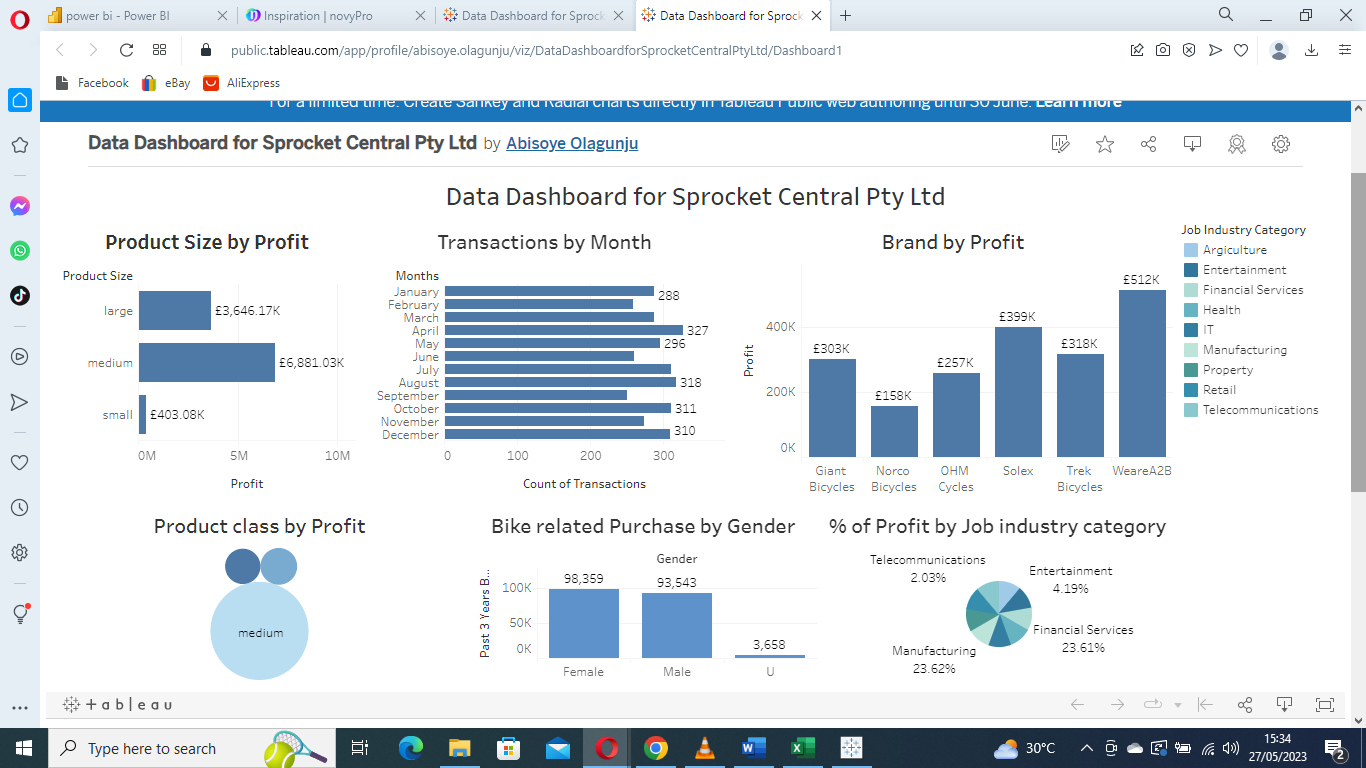 power bi - Power BI
Inspiration | novyPro
Data Dashboard for Sprock
Data Dashboard for Sprock
public.tableau.com/app/profile/abisoye.olagunju/viz/DataDashboardforSprocketCentralPtyLtd/Dashboard1
Facebook
eBay
AliExpress
For a limited time: Create Sankey and Radial charts directly in Tableau Public web authoring until 30 June. Learn more
Data Dashboard for Sprocket Central Pty Ltd by Abisoye Olagunju
Data Dashboard for Sprocket Central Pty Ltd
Product Size by Profit
Product Size
large
£3,646.17K
medium
£6,881.03K
small
£403.08K
0M
5M
10M
Profit
Transactions by Month
Months
January
288
February
March
April
327
May
296
June
July
August
318
September
October
311
November
December
310
0
100
200
300
Count of Transactions
Brand by Profit
Profit
400K
200K
0K
£303K
£158K
£257K
£399K
£318K
£512K
Giant
Bicycles
Norco
Bicycles
OHM
Cycles
Solex
Trek
Bicycles
WeareA2B
Job Industry Category
Argiculture
Entertainment
Financial Services
Health
IT
Manufacturing
Property
Retail
Telecommunications
Product class by Profit
medium
Bike related Purchase by Gender
Gender
Past 3 Years B...
100K
50K
0K
98,359
93,543
3,658
Female
Male
U
% of Profit by Job industry category
Telecommunications
2.03%
Entertainment
4.19%
Financial Services
23.61%
Manufacturing
23.62%
+ a b | e a u
Type here to search
30°C
15:34
27/05/2023
2